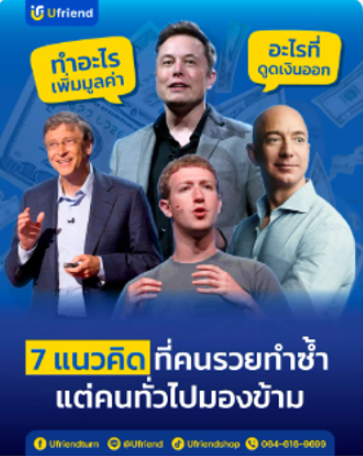 Ufriend
ทำอะไร
เพิ่มมูลค่า
อะไรที่
ดูดเงินออก
7 แนวคิด ที่คนรวยทำซ้ำ
แต่คนทั่วไปมองข้าม
Ufriendturn @Ufriend Ufriendshop 064-616-9699